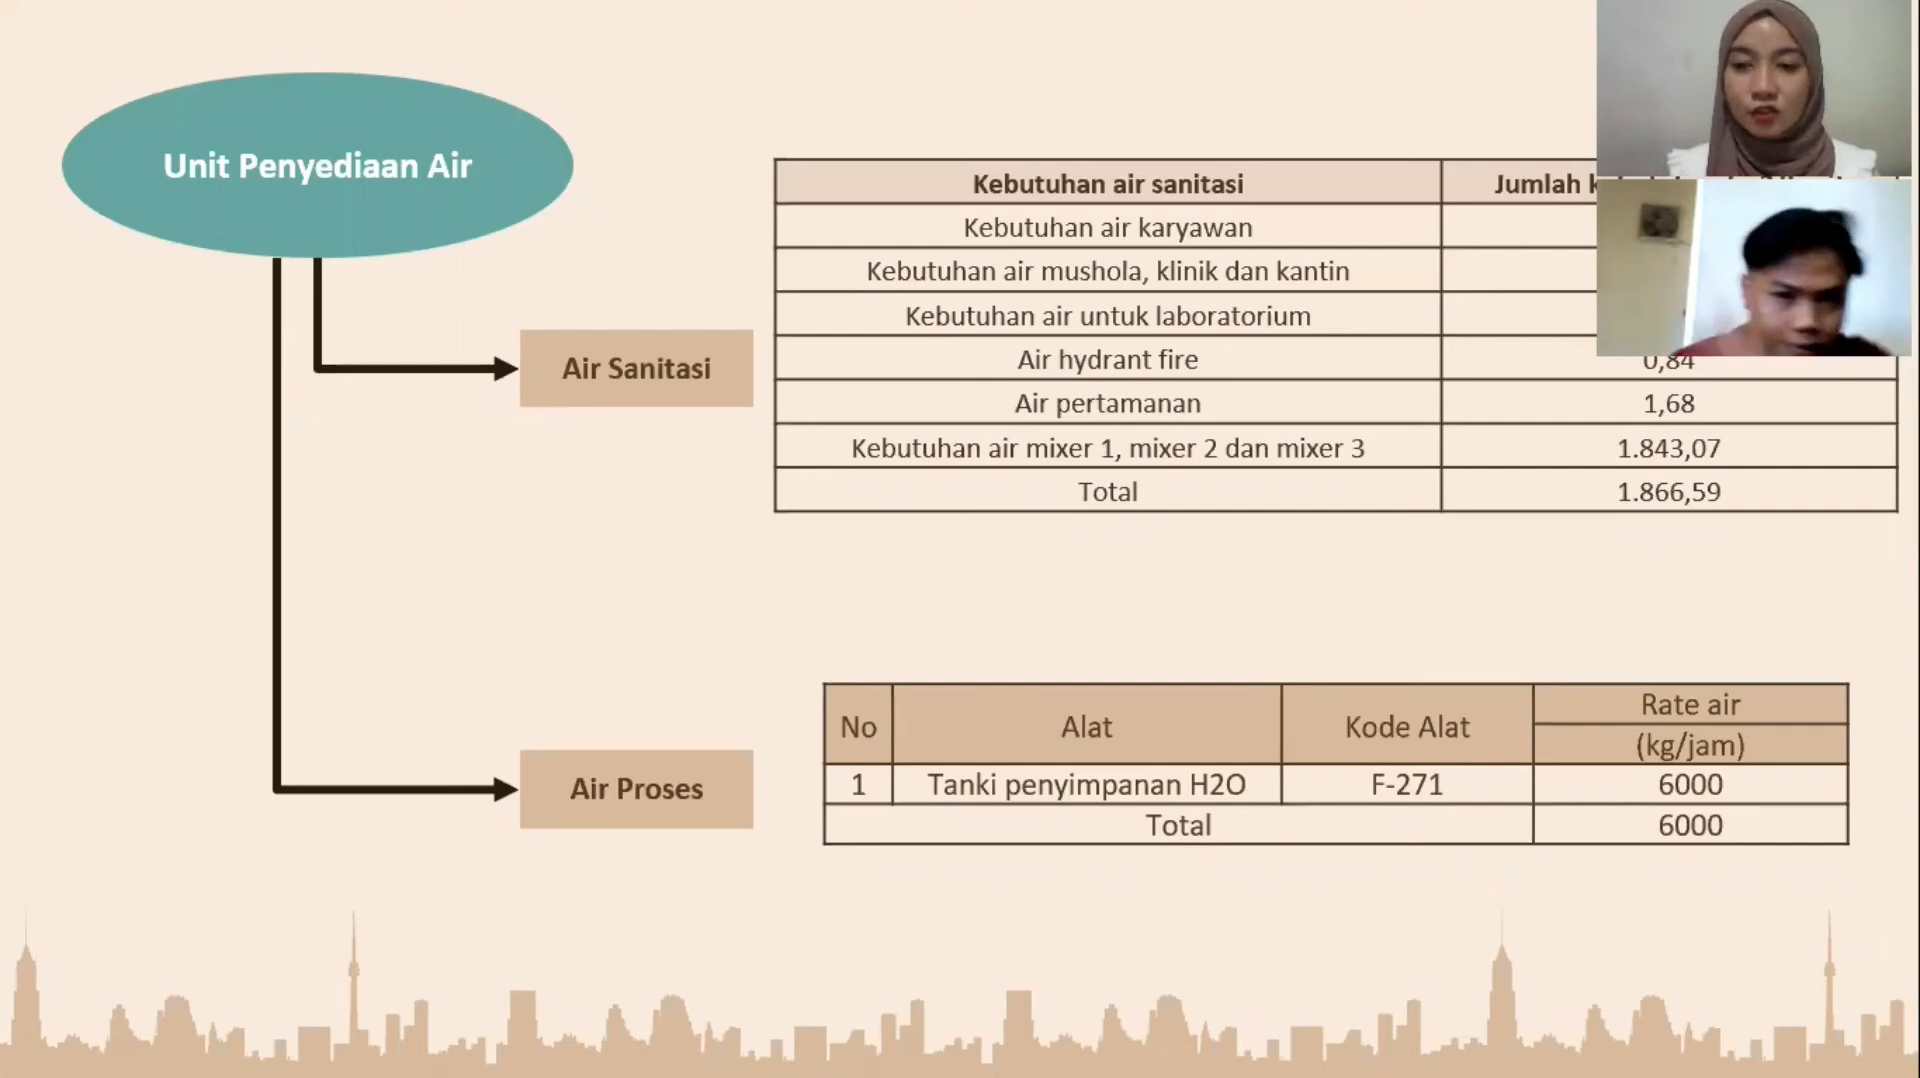 Unit Penyediaan Air
Kebutuhan air sanitasi Jumlah
Kebutuhan air karyawan
Kebutuhan air mushola, klinik dan kantin
Kebutuhan air untuk laboratorium
Air hydrant fire 0,84
Air pertamanan 1,68
Kebutuhan air mixer 1, mixer 2 dan mixer 3 1.843,07
Total 1.866,59
Air Sanitasi
Air Proses
No Alat Kode Alat Rate air
(kg/jam)
1 Tanki penyimpanan H2O F-271 6000
Total 6000